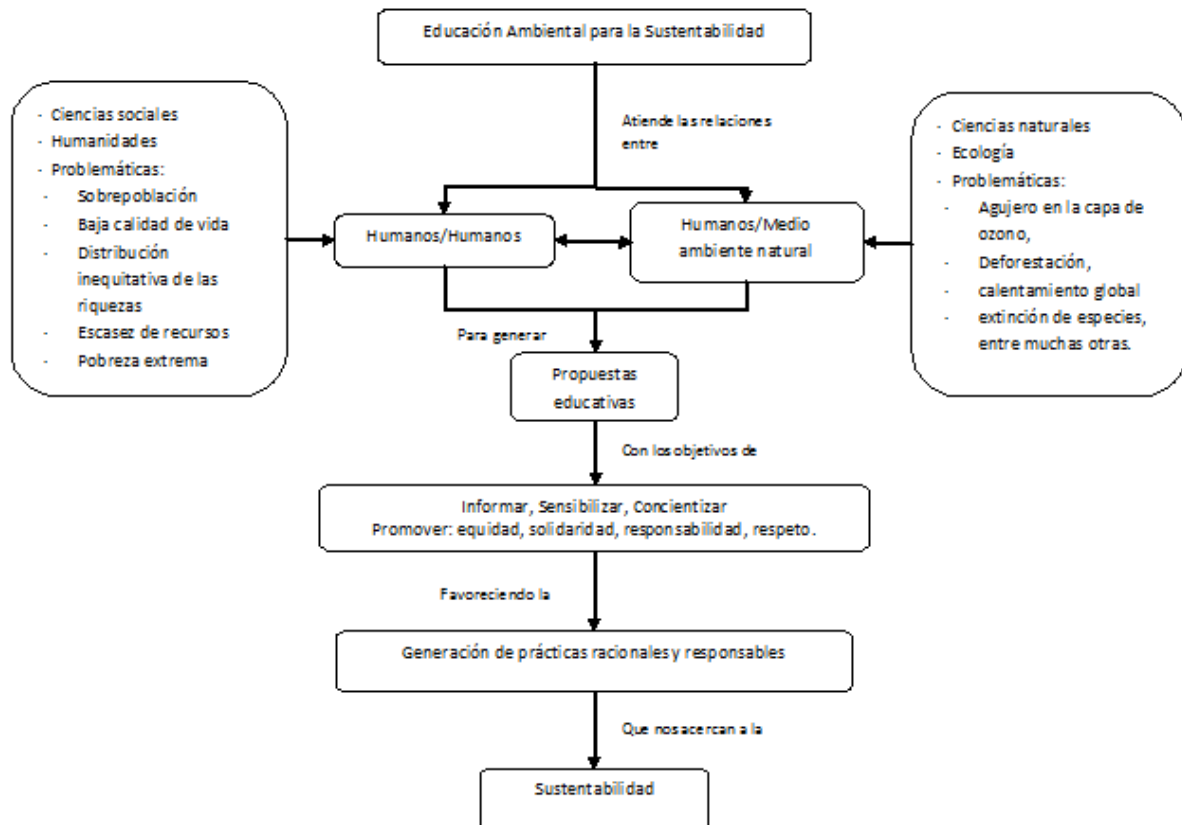 Educación Ambiental para la Sustentabilidad
Atiende las relaciones
entre
- Ciencias sociales
- Humanidades
- Problemáticas:
- Sobrepoblación
- Baja calidad de vida
- Distribución
inequitativa de las
riquezas
- Escasez de recursos
- Pobreza extrema
Humanos/Humanos
Humanos/Medio
ambiente natural
- Ciencias naturales
- Ecología
- Problemáticas:
- Agujero en la capa de
ozono,
- Deforestación,
- calentamiento global
- extinción de especies,
entre muchas otras.
Para generar
Propuestas
educativas
Con los objetivos de
Informar, Sensibilizar, Concientizar
Promover: equidad, solidaridad, responsabilidad, respeto.
Favoreciendo la
Generación de prácticas racionales y responsables
Que nos acercan a la
Sustentabilidad